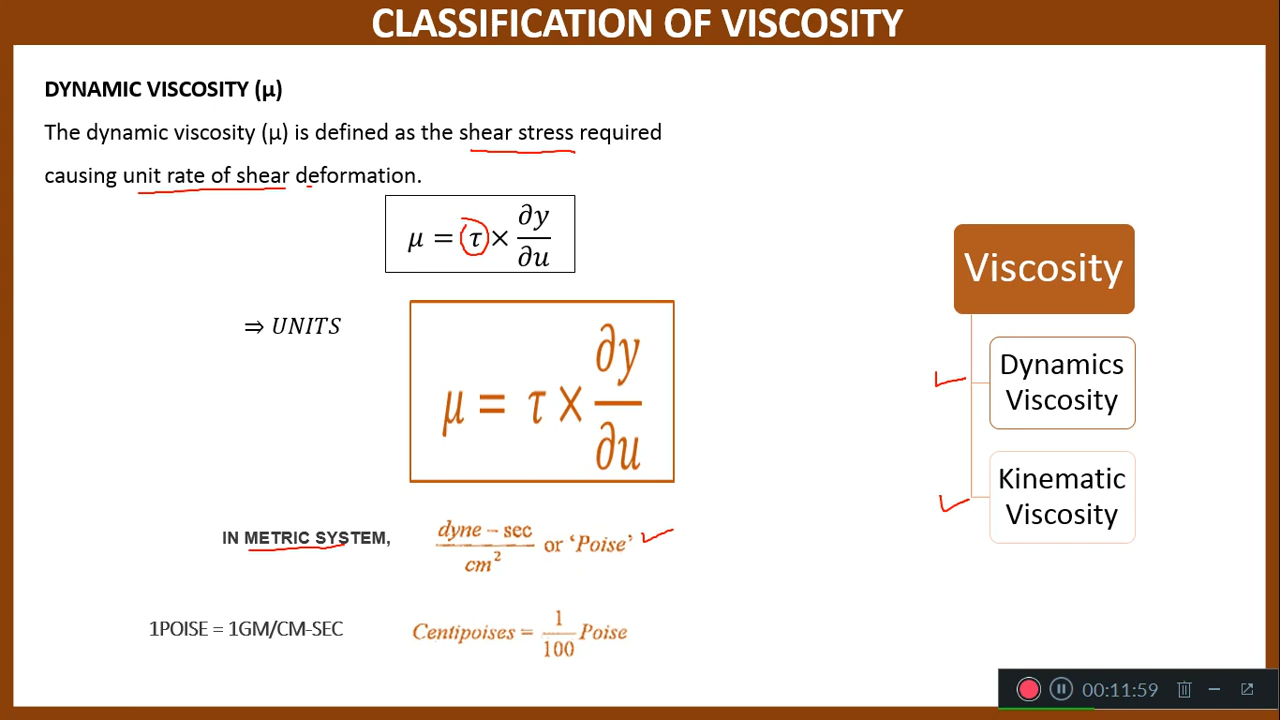 CLASSIFICATION OF VISCOSITY
DYNAMIC VISCOSITY (μ)
The dynamic viscosity (μ) is defined as the shear stress required
causing unit rate of shear deformation.
μ = τ × ∂y/∂u
⇒ UNITS
μ = τ × ∂y/∂u
IN METRIC SYSTEM, dyne – sec/cm² or ‘Poise’
1POISE = 1GM/CM-SEC Centipoises = 1/100 Poise
Viscosity
Dynamics
Viscosity
Kinematic
Viscosity
00:11:59